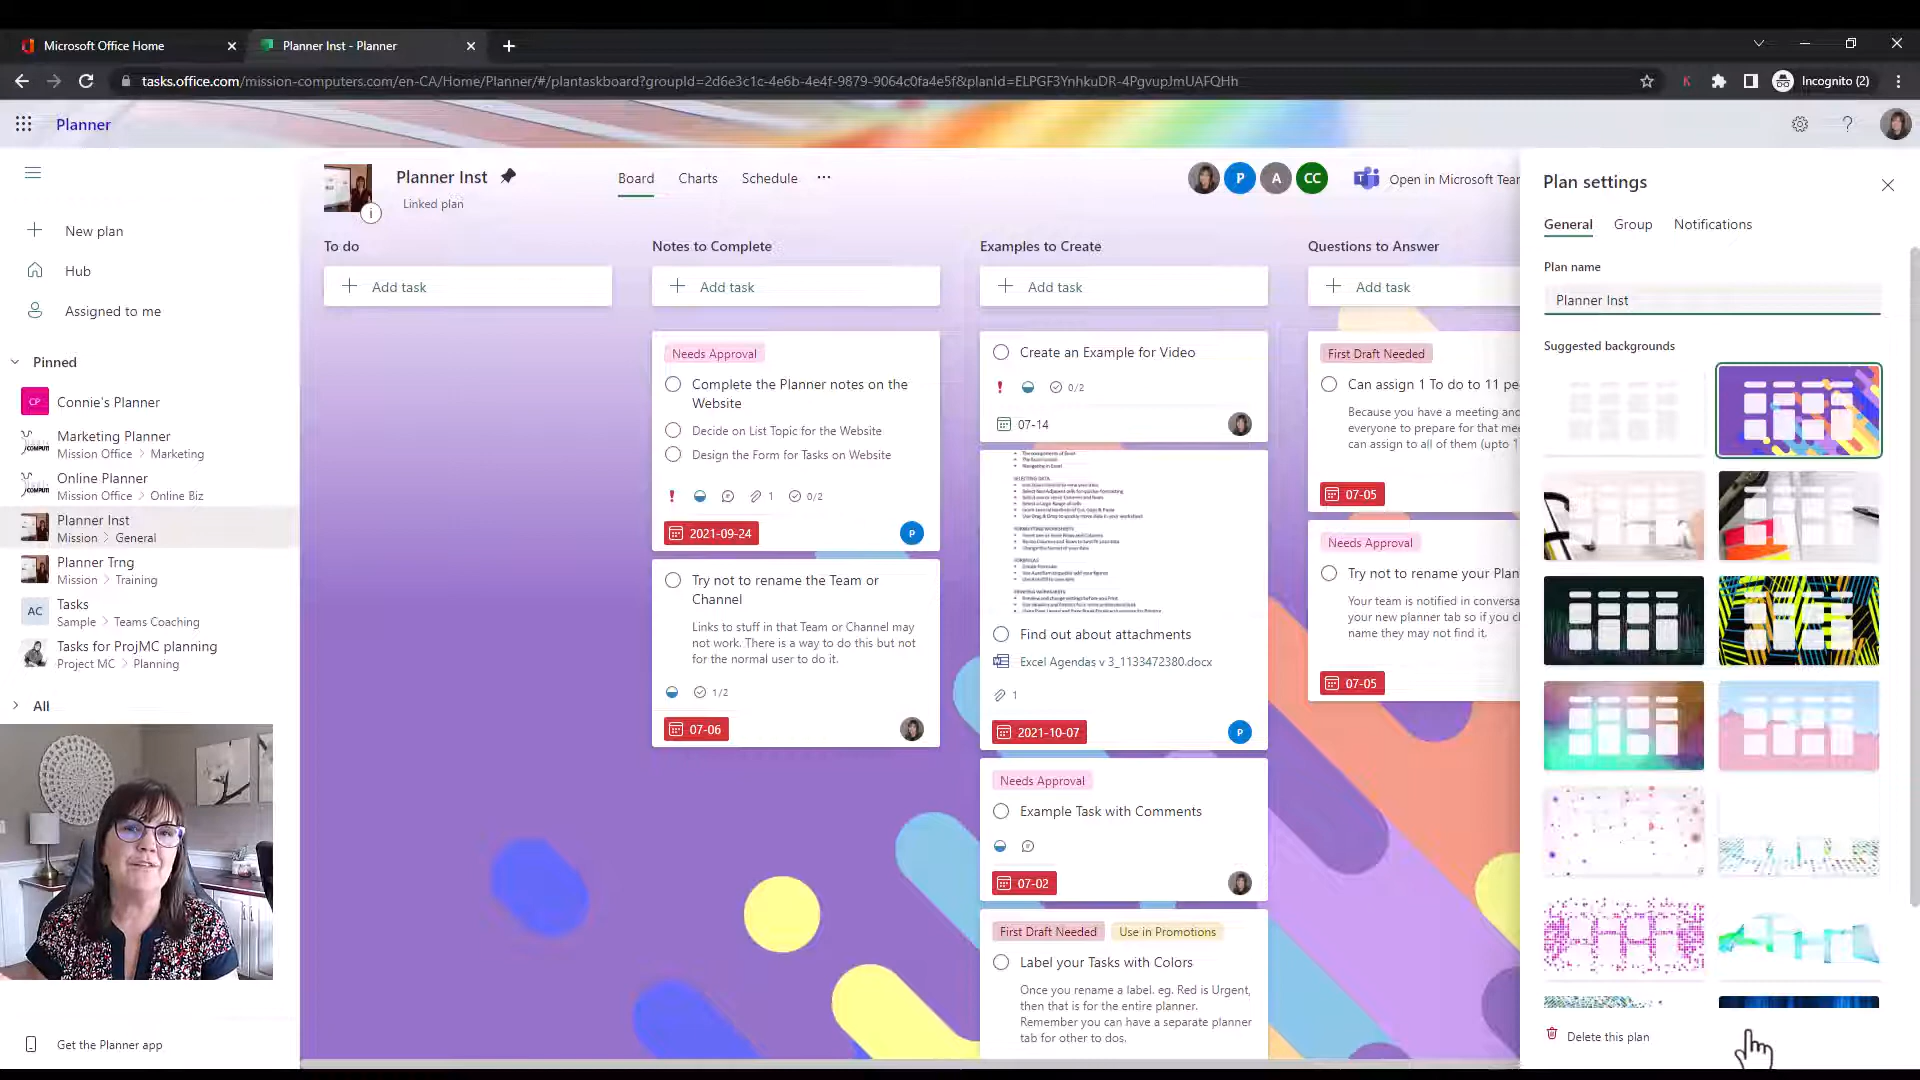 Microsoft Office Home
Planner Inst - Planner
tasks.office.com/mission-computers.com/en-CA/Home/Planner/#/plantaskboard?groupId=2d6e3c1c-4e6b-4e4f-9879-9064c0fa4e5f&planId=ELPGF3YnhkuDR-4PgvupJmUAFQHh
K
Incognito (2)
Planner
?
New plan
Hub
Assigned to me
Pinned
CP
Connie's Planner
Marketing Planner
Mission Office > Marketing
Online Planner
Mission Office > Online Biz
Planner Inst
Mission > General
Planner Trng
Mission > Training
AC
Tasks
Sample > Teams Coaching
Tasks for ProjMC planning
Project MC > Planning
All
Get the Planner app
Planner Inst
Linked plan
Board
Charts
Schedule
...
P
A
CC
Open in Microsoft Team
To do
Add task
Notes to Complete
Add task
Needs Approval
Complete the Planner notes on the
Website
Decide on List Topic for the Website
Design the Form for Tasks on Website
1
0/2
2021-09-24
P
Try not to rename the Team or
Channel
Links to stuff in that Team or Channel may
not work. There is a way to do this but not
for the normal user to do it.
1/2
07-06
Examples to Create
Add task
Create an Example for Video
0/2
07-14
Find out about attachments
Excel Agendas v 3_1133472380.docx
1
2021-10-07
P
Needs Approval
Example Task with Comments
07-02
First Draft Needed
Use in Promotions
Label your Tasks with Colors
Once you rename a label. eg. Red is Urgent,
then that is for the entire planner.
Remember you can have a separate planner
tab for other to dos.
Questions to Answer
Add task
First Draft Needed
Can assign 1 To do to 11 pe
Because you have a meeting and
everyone to prepare for that me
can assign to all of them (upto 1
07-05
Needs Approval
Try not to rename your Plan
Your team is notified in convers
your new planner tab so if you c
name they may not find it.
07-05
Plan settings
General
Group
Notifications
Plan name
Planner Inst
Suggested backgrounds
Delete this plan